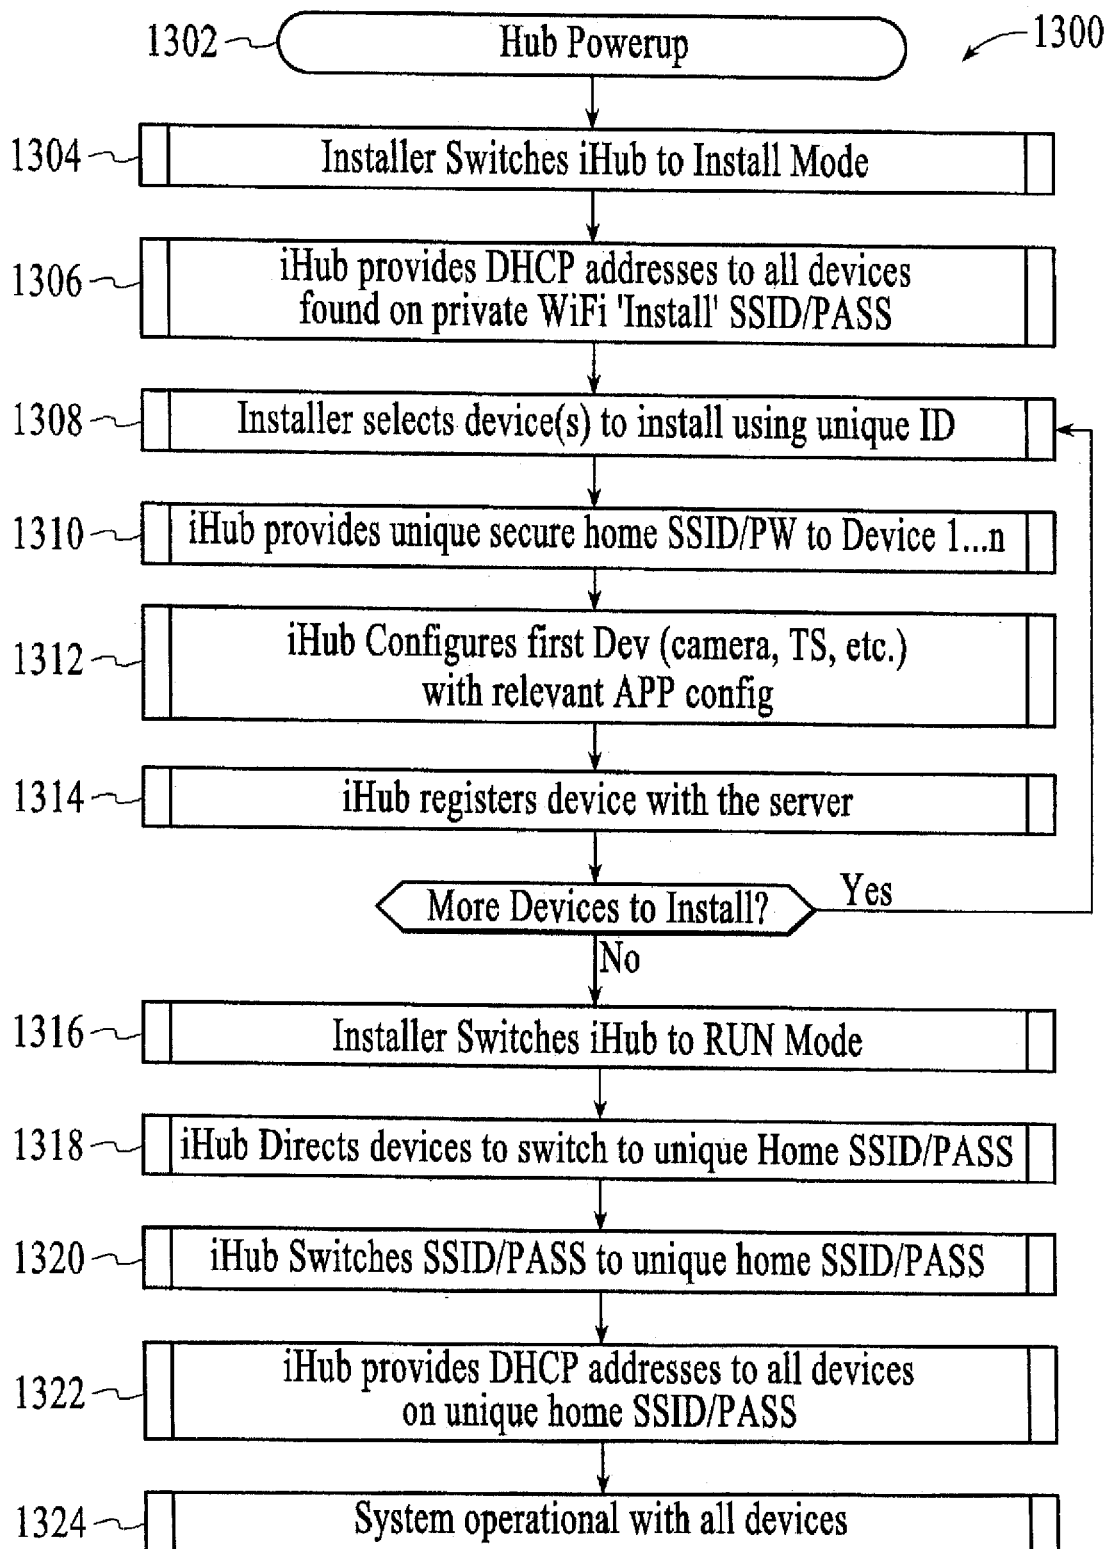 1302
Hub Powerup
1300
1304
Installer Switches iHub to Install Mode
1306
iHub provides DHCP addresses to all devices
found on private WiFi 'Install' SSID/PASS
1308
Installer selects device(s) to install using unique ID
1310
iHub provides unique secure home SSID/PW to Device 1...n
1312
iHub Configures first Dev (camera, TS, etc.)
with relevant APP config
1314
iHub registers device with the server
More Devices to Install?
Yes
No
1316
Installer Switches iHub to RUN Mode
1318
iHub Directs devices to switch to unique Home SSID/PASS
1320
iHub Switches SSID/PASS to unique home SSID/PASS
1322
iHub provides DHCP addresses to all devices
on unique home SSID/PASS
1324
System operational with all devices